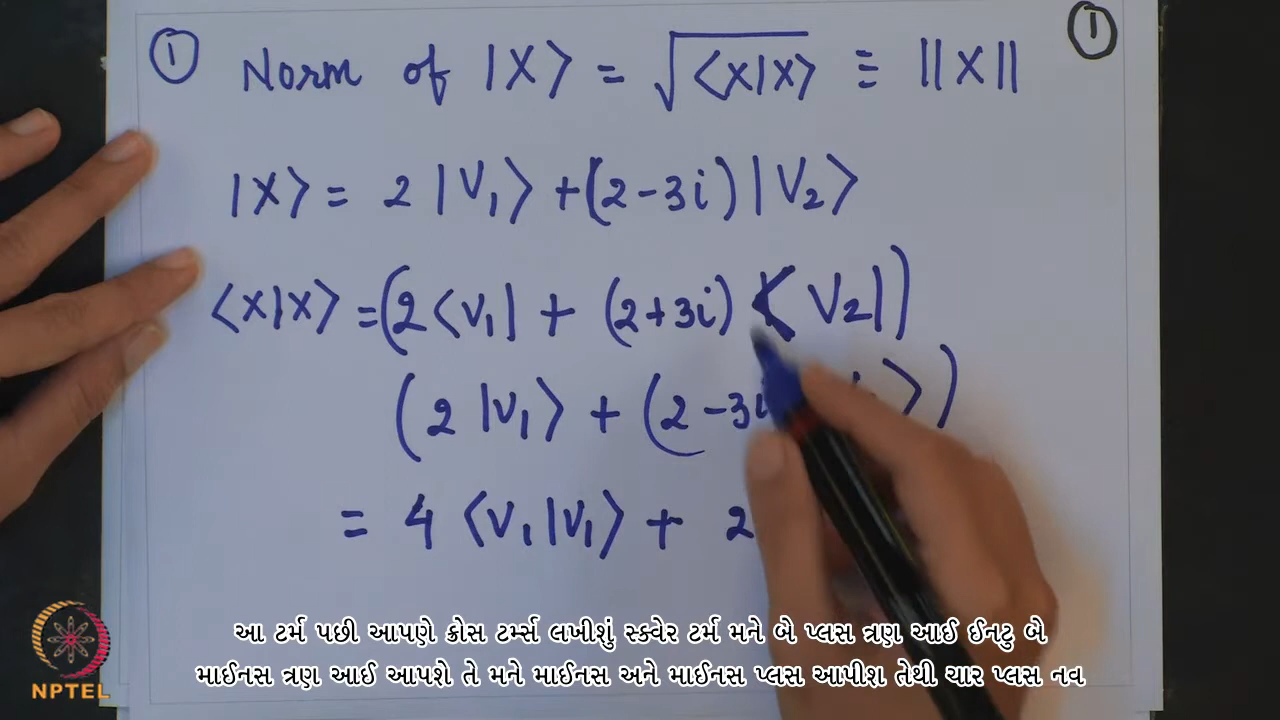 ① Norm of |X⟩ = √⟨X|X⟩ ≡ ||X|| ①
|X⟩ = 2 |V₁⟩ + (2-3i) |V₂⟩
⟨X|X⟩ = (2⟨V₁| + (2+3i) ⟨V₂|)
(2 |V₁⟩ + (2-3i ⟩)
= 4 ⟨V₁|V₁⟩ + 2
આ ટર્મ પછી આપણે ક્રોસ ટર્મ્સ લખીશું સ્ક્વેર ટર્મ મને બે પ્લસ ત્રણ આઈ ઈનટુ બે
માઈનસ ત્રણ આઈ આપશે તે મને માઈનસ અને માઈનસ પ્લસ આપીશ તેથી ચાર પ્લસ નવ
NPTEL